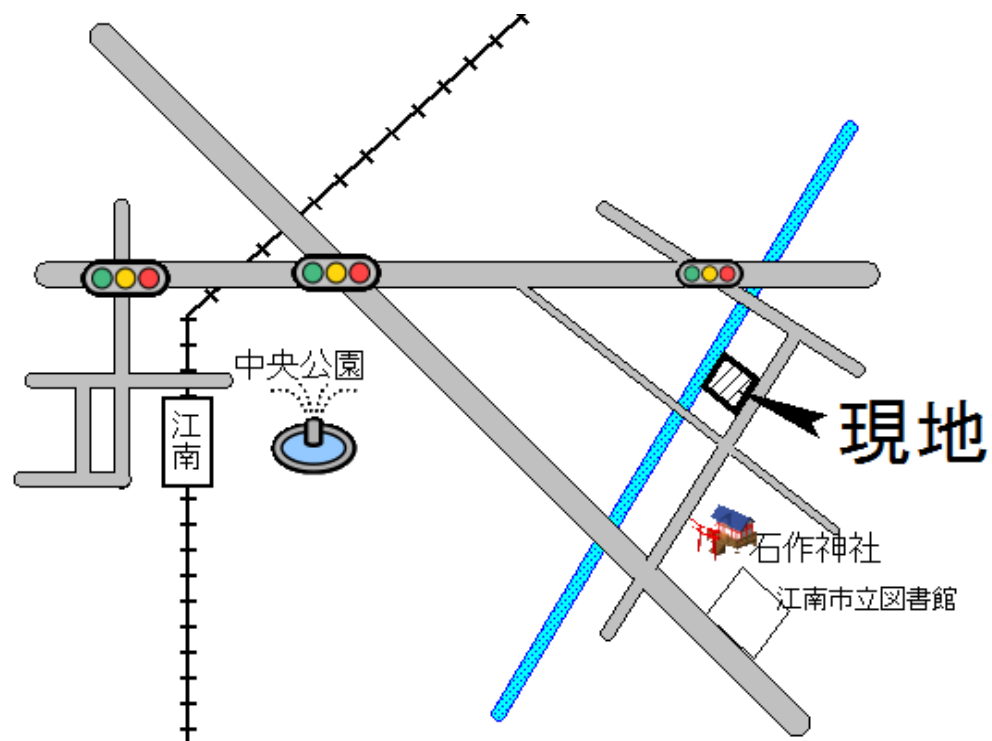 中央公園
江南
現地
石作神社
江南市立図書館